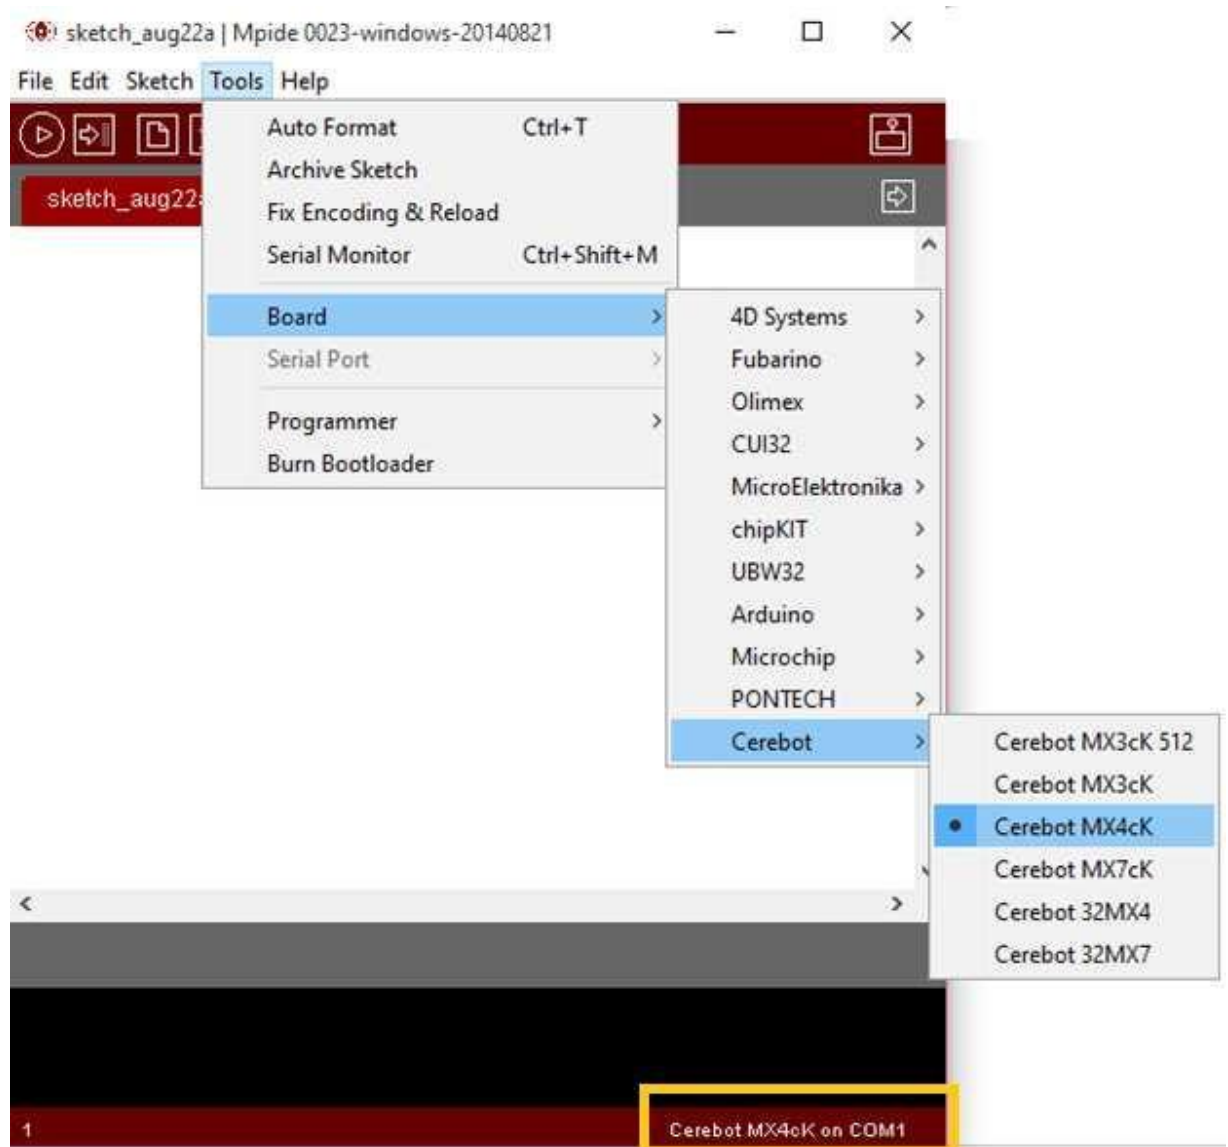 sketch_aug22a | Mpide 0023-windows-20140821
File Edit Sketch Tools Help
Auto Format Ctrl+T
Archive Sketch
sketch_aug22a
Fix Encoding & Reload
Serial Monitor Ctrl+Shift+M
Board
Serial Port
Programmer
Burn Bootloader
4D Systems
Fubarino
Olimex
CUI32
MicroElektronika
chipKIT
UBW32
Arduino
Microchip
PONTECH
Cerebot
Cerebot MX3cK 512
Cerebot MX3cK
Cerebot MX4cK
Cerebot MX7cK
Cerebot 32MX4
Cerebot 32MX7
1
Cerebot MX4cK on COM1